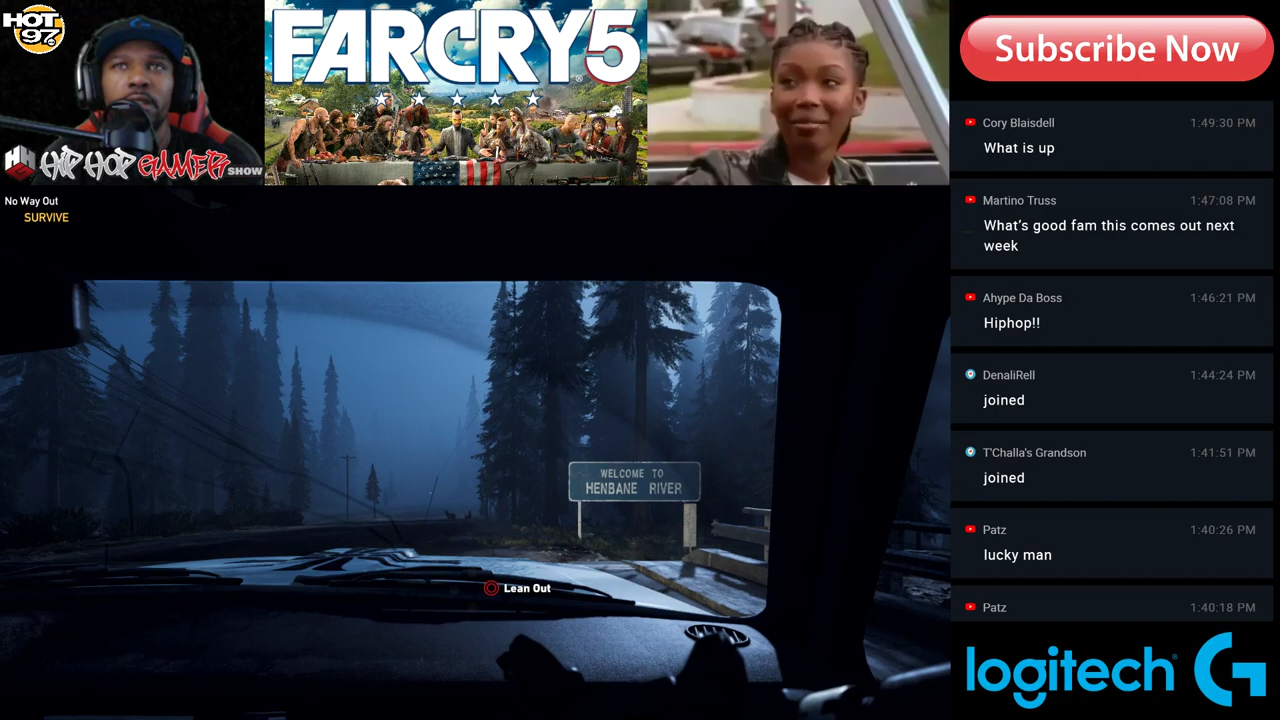 HOT
97
HHG HIP HOP GAMER SHOW
FARCRY5
No Way Out
SURVIVE
WELCOME TO
HENBANE RIVER
Lean Out
Subscribe Now
Cory Blaisdell 1:49:30 PM
What is up
Martino Truss 1:47:08 PM
What’s good fam this comes out next
week
Ahype Da Boss 1:46:21 PM
Hiphop!!
DenaliRell 1:44:24 PM
joined
T'Challa's Grandson 1:41:51 PM
joined
Patz 1:40:26 PM
lucky man
Patz 1:40:18 PM
logitech G